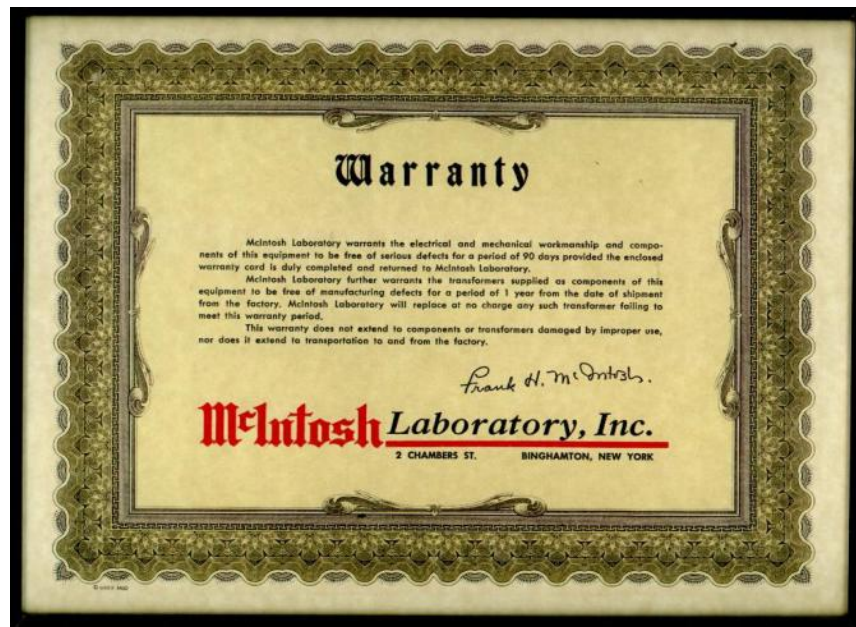 Warranty
McIntosh Laboratory warrants the electrical and mechanical workmanship and compo-
nents of this equipment to be free of serious defects for a period of 90 days provided the enclosed
warranty card is duly completed and returned to McIntosh Laboratory.
McIntosh Laboratory further warrants the transformers supplied as components of this
equipment to be free of manufacturing defects for a period of 1 year from the date of shipment
from the factory. McIntosh Laboratory will replace at no charge any such transformer failing to
meet this warranty period.
This warranty does not extend to components or transformers damaged by improper use,
nor does it extend to transportation to and from the factory.
Frank H. McIntosh.
McIntosh Laboratory, Inc.
2 CHAMBERS ST. BINGHAMTON, NEW YORK